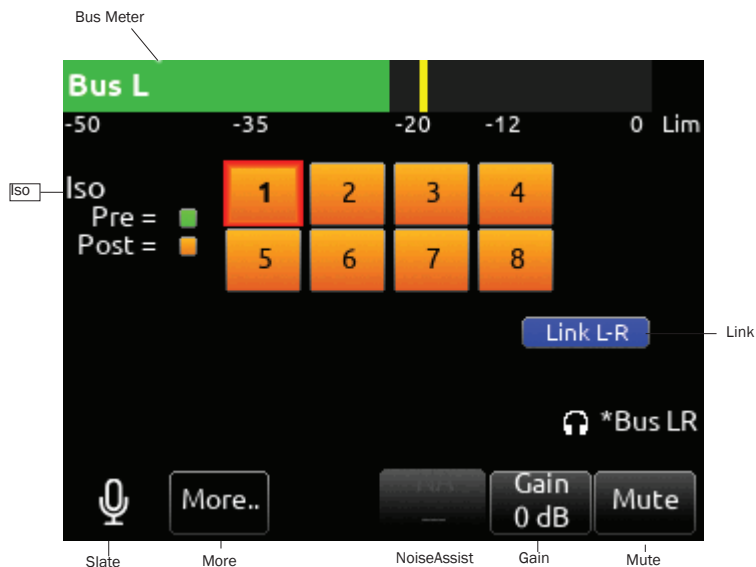 Bus Meter
Bus L
-50 -35 -20 -12 0 Lim
Iso
Iso
Pre =
Post =
1 2 3 4
5 6 7 8
Link L-R
Link
*Bus LR
More..
Gain
0 dB
Mute
Slate More NoiseAssist Gain Mute